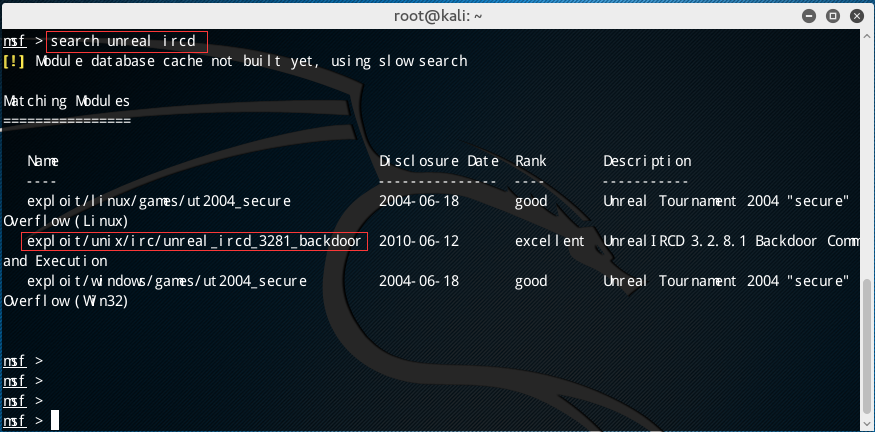 root@kali: ~
msf > search unreal ircd
[!] Module database cache not built yet, using slow search
Matching Modules
================
Name Disclosure Date Rank Description
---- --------------- ---- -----------
exploit/linux/games/ut2004_secure 2004-06-18 good Unreal Tournament 2004 "secure"
Overflow (Linux)
exploit/unix/irc/unreal_ircd_3281_backdoor 2010-06-12 excellent UnrealIRCD 3.2.8.1 Backdoor Comm
and Execution
exploit/windows/games/ut2004_secure 2004-06-18 good Unreal Tournament 2004 "secure"
Overflow (Win32)
msf >
msf >
msf >
msf >